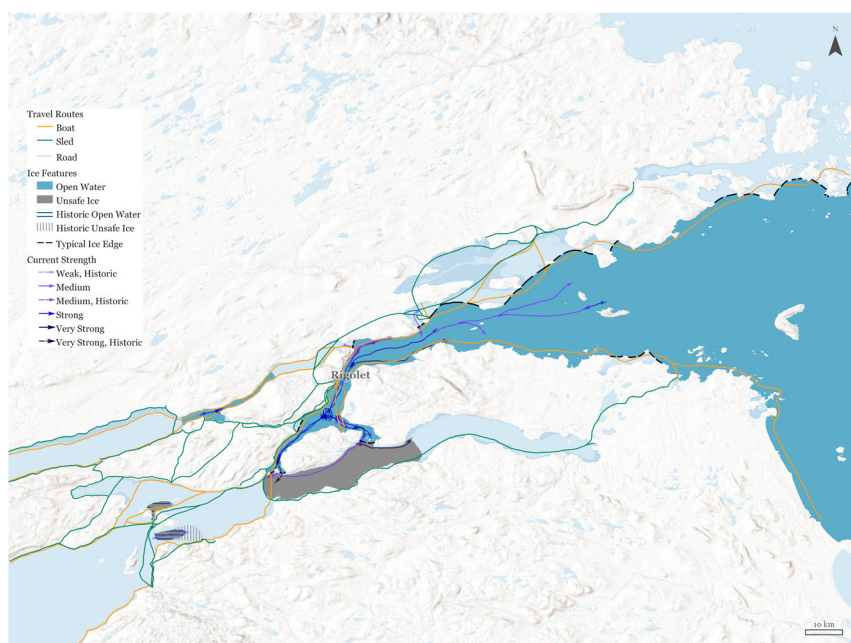 N
Travel Routes
Boat
Sled
Road
Ice Features
Open Water
Unsafe Ice
Historic Open Water
Historic Unsafe Ice
Typical Ice Edge
Current Strength
Weak, Historic
Medium
Medium, Historic
Strong
Very Strong
Very Strong, Historic
Rigolet
10 km